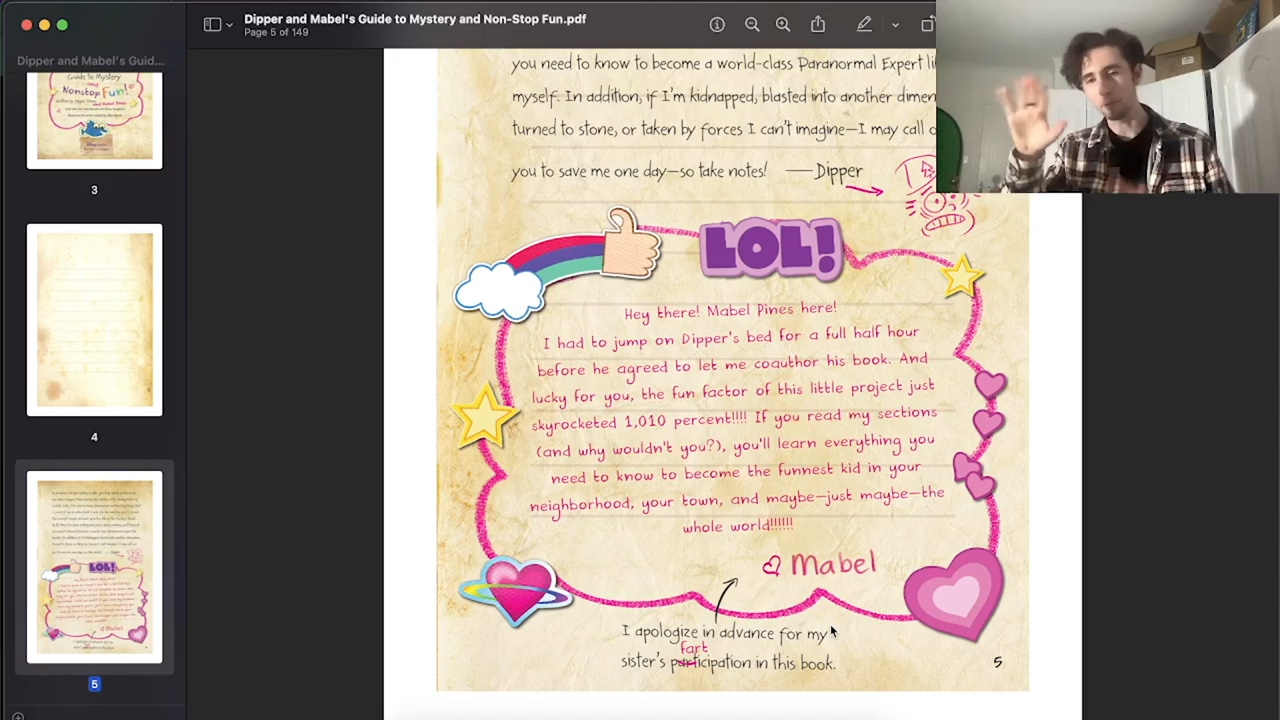 Dipper and Mabel's Guide to Mystery and Non-Stop Fun.pdf
Page 5 of 149
Dipper and Mabel's Guid...
Guide to Mystery
and
Nonstop Fun!
3
4
5
you need to know to become a world-class Paranormal Expert li
myself. In addition, if I'm kidnapped, blasted into another dimen
turned to stone, or taken by forces I can't imagine—I may call o
you to save me one day—so take notes! —Dipper
LOL!
Hey there! Mabel Pines here!
I had to jump on Dipper's bed for a full half hour
before he agreed to let me coauthor his book. And
lucky for you, the fun factor of this little project just
skyrocketed 1,010 percent!!!! If you read my sections
(and why wouldn't you?), you'll learn everything you
need to know to become the funnest kid in your
neighborhood, your town, and maybe—just maybe—the
whole world!!!!!!
Mabel
I apologize in advance for my
fart
sister's participation in this book.
5